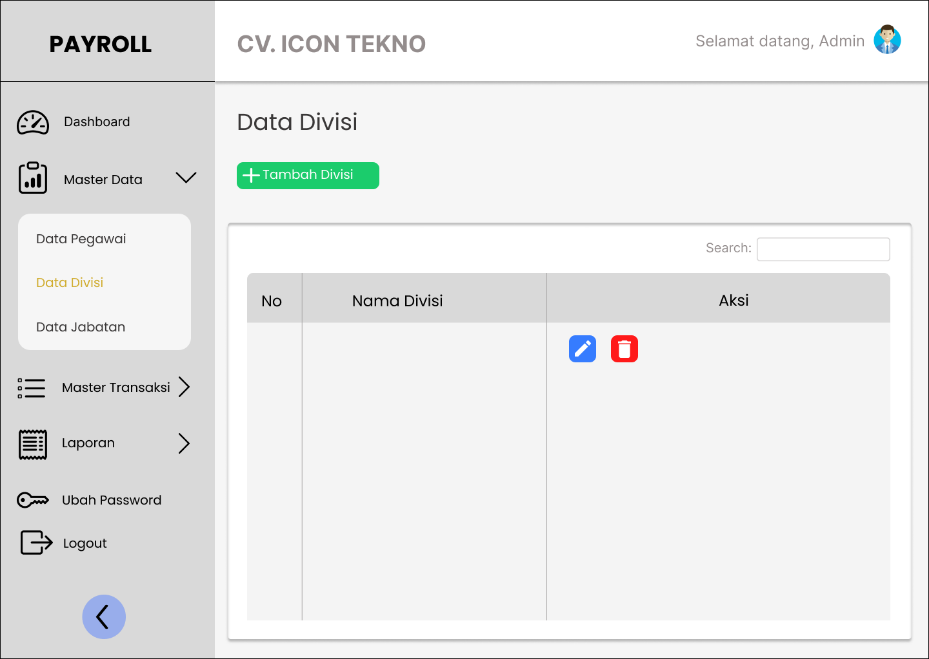 PAYROLL
CV. ICON TEKNO
Selamat datang, Admin
Dashboard
Master Data
Data Pegawai
Data Divisi
Data Jabatan
Master Transaksi
Laporan
Ubah Password
Logout
Data Divisi
Tambah Divisi
Search:
No Nama Divisi Aksi